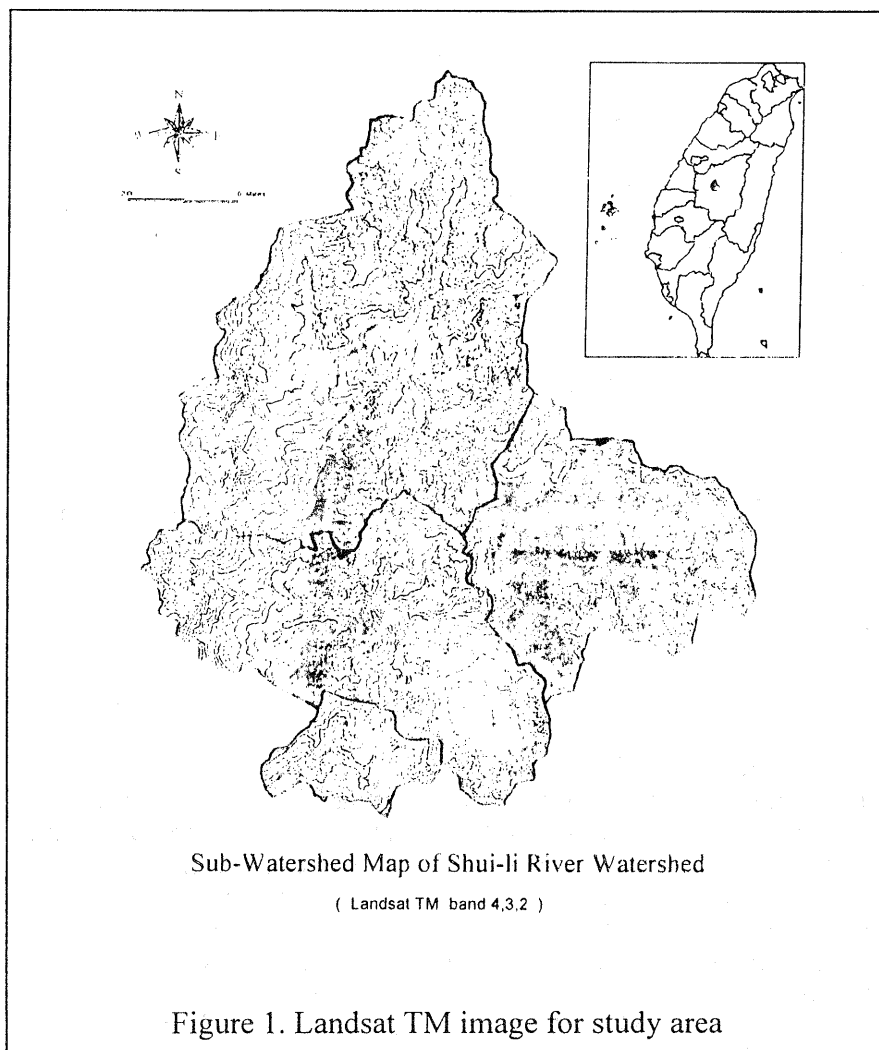 N
S
Sub-Watershed Map of Shui-li River Watershed
( Landsat TM band 4,3,2 )
Figure 1. Landsat TM image for study area